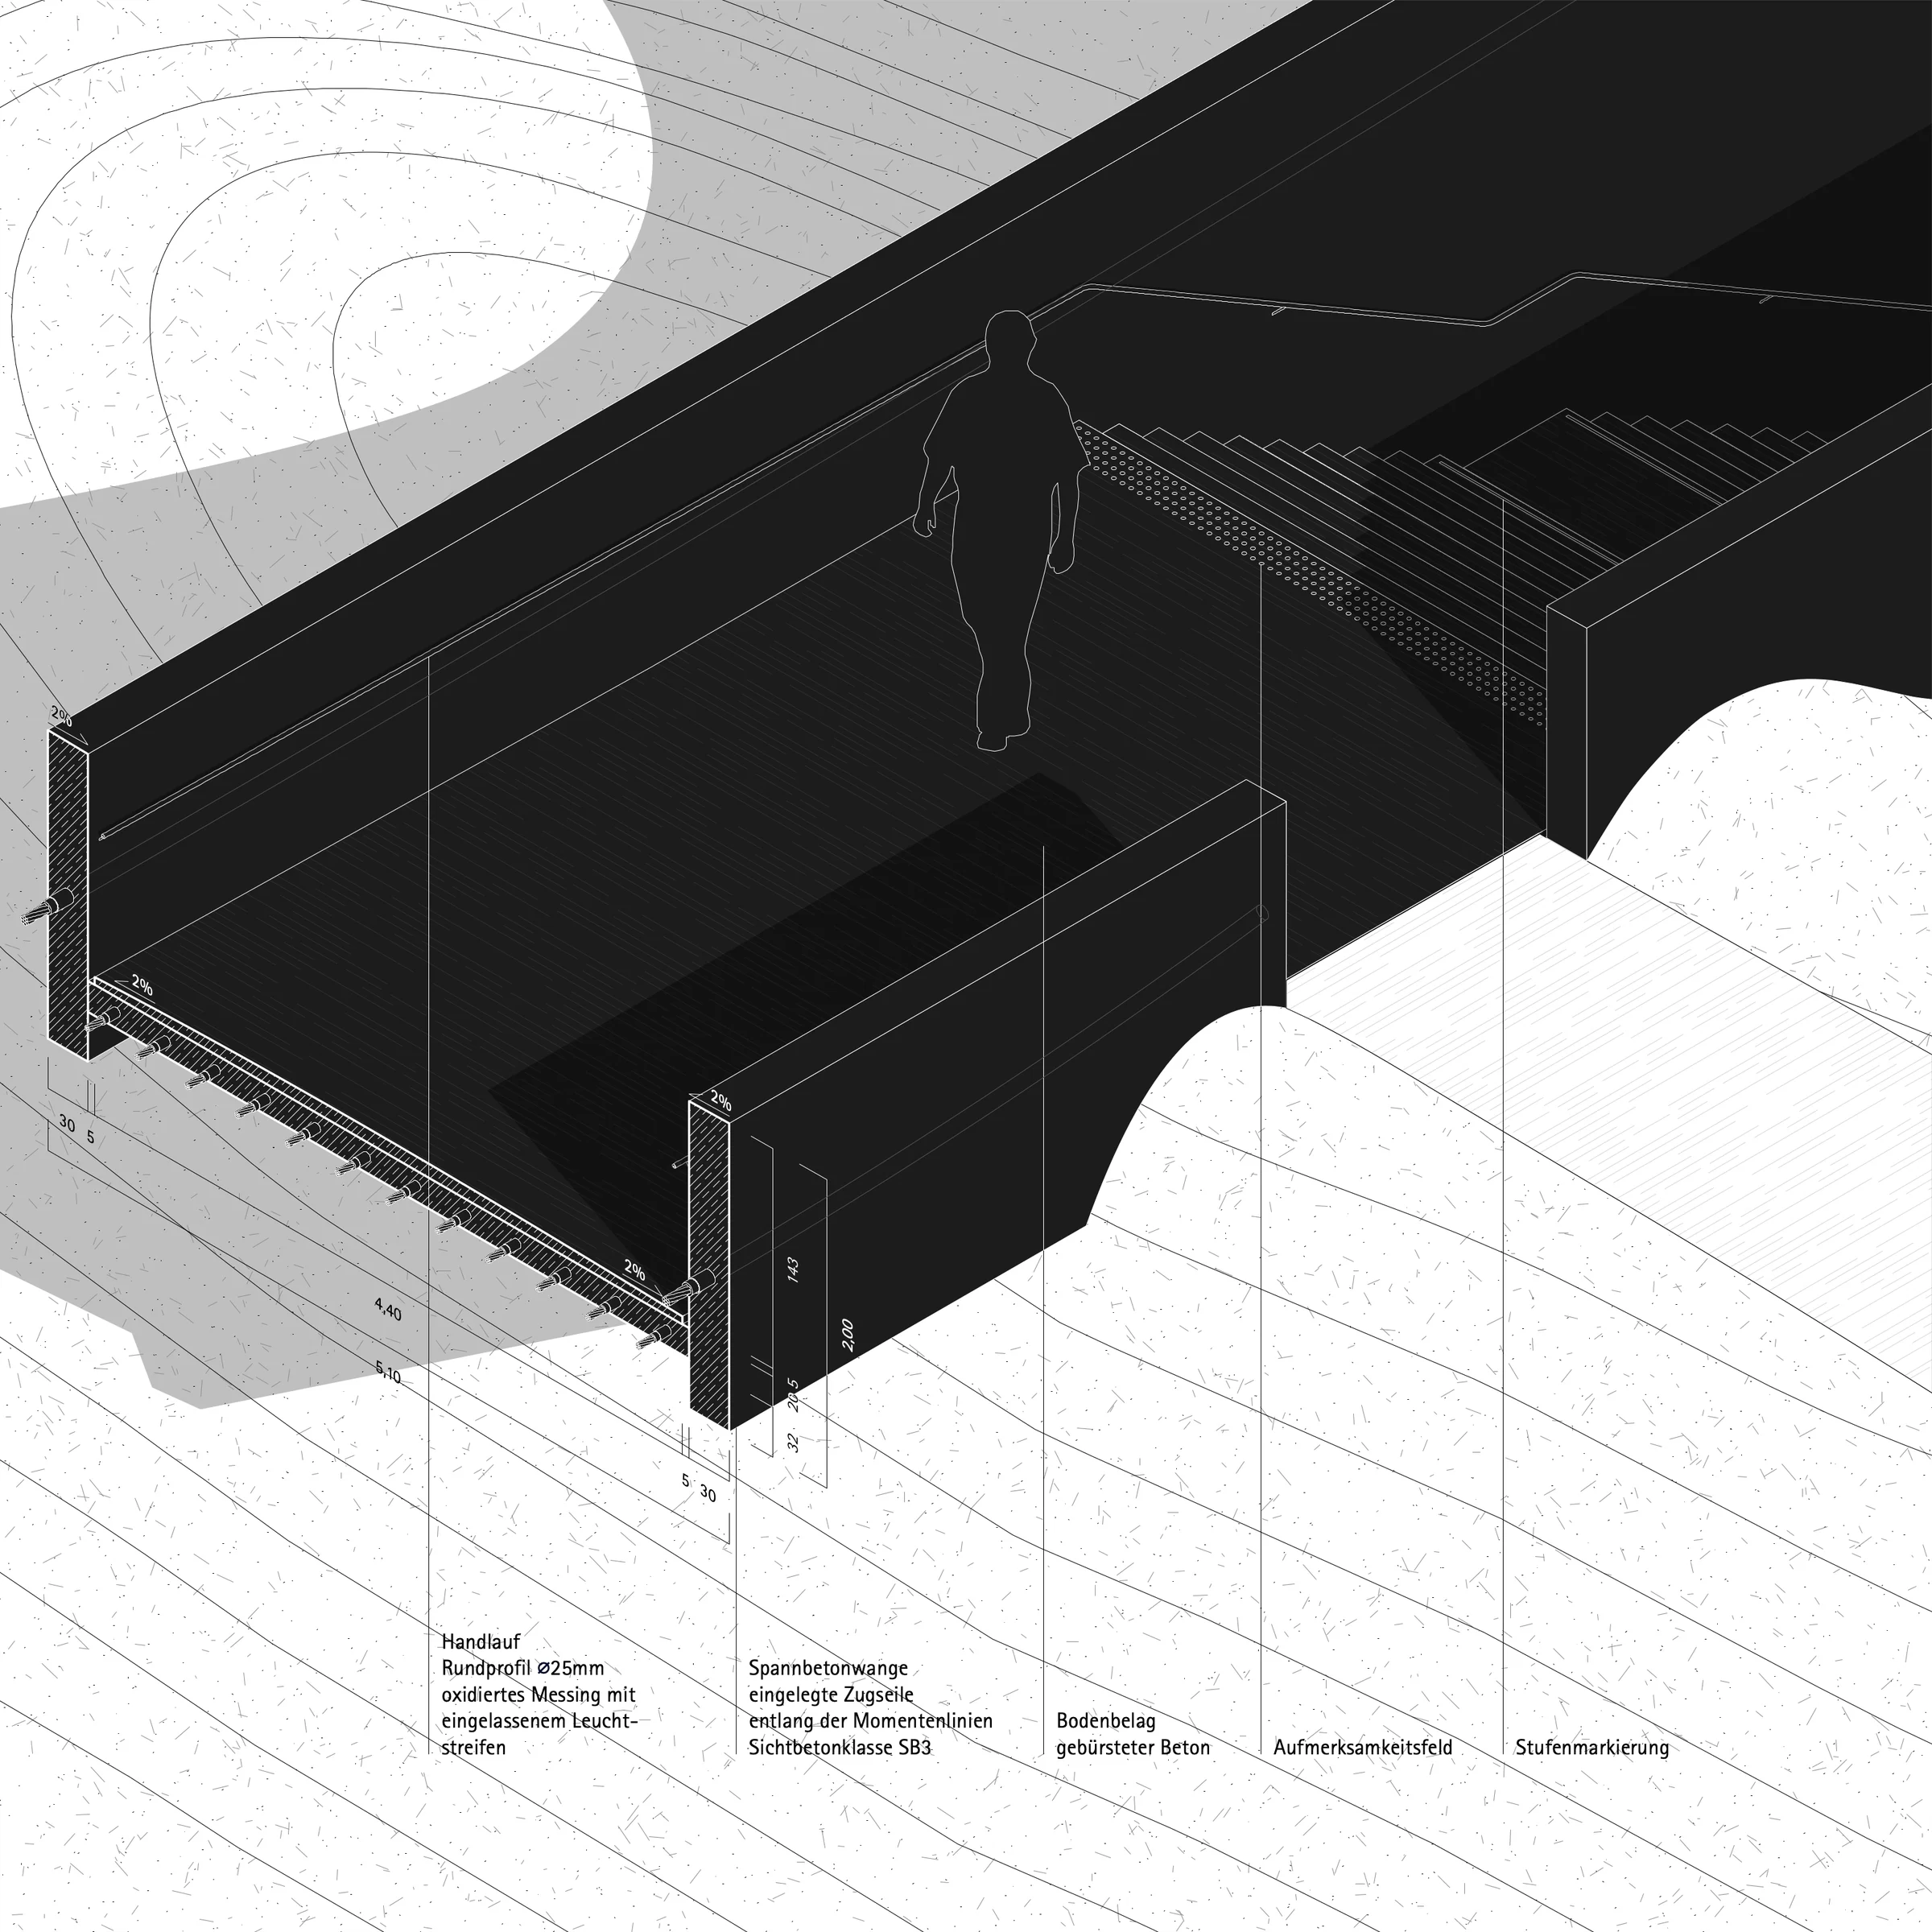 2%
2%
30 5
2%
2%
143
2,00
4,40
5,10
20 5
32
5 30
Handlauf
Rundprofil ⌀25mm
oxidiertes Messing mit
eingelassenem Leucht-
streifen
Spannbetonwange
eingelegte Zugseile
entlang der Momentenlinien
Sichtbetonklasse SB3
Bodenbelag
gebürsteter Beton
Aufmerksamkeitsfeld
Stufenmarkierung